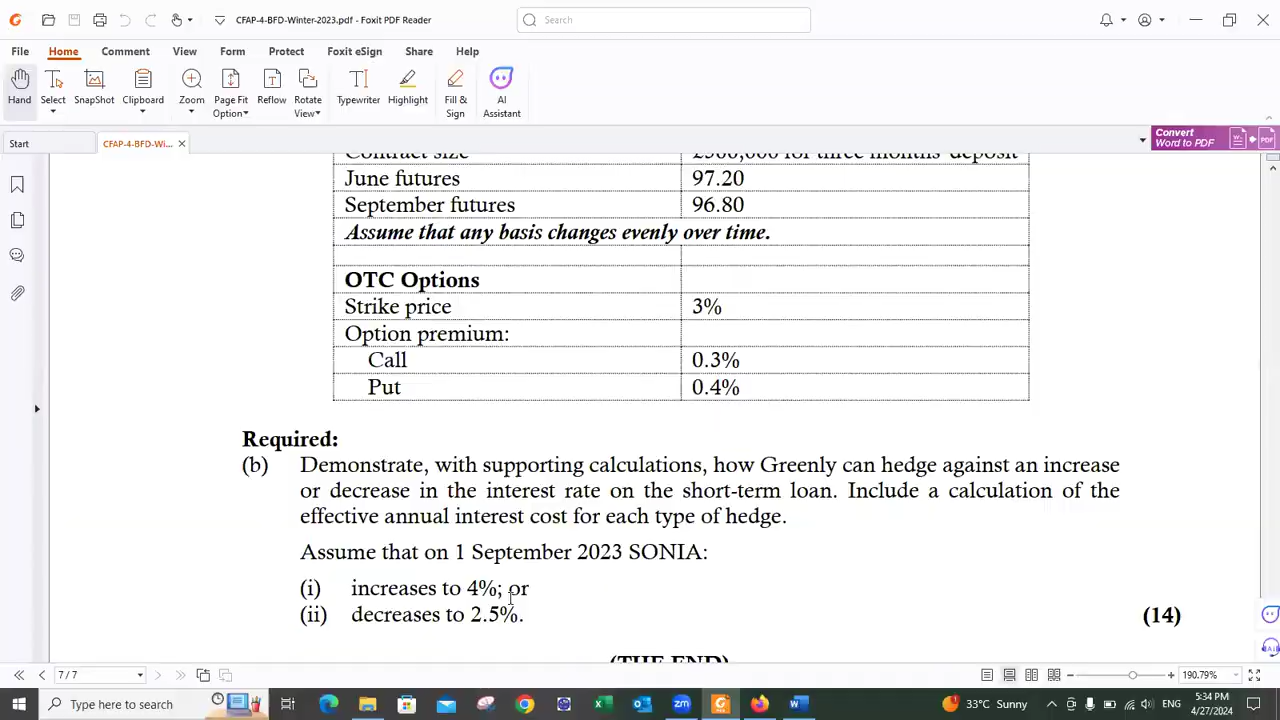 CFAP-4-BFD-Winter-2023.pdf - Foxit PDF Reader
Search
File Home Comment View Form Protect Foxit eSign Share Help
Hand Select SnapShot Clipboard Zoom Page Fit Option Reflow Rotate View Typewriter Highlight Fill & Sign AI Assistant
Start CFAP-4-BFD-Wi...
Convert Word to PDF
June futures 97.20
September futures 96.80
Assume that any basis changes evenly over time.
OTC Options
Strike price 3%
Option premium:
Call 0.3%
Put 0.4%
Required:
(b) Demonstrate, with supporting calculations, how Greenly can hedge against an increase
or decrease in the interest rate on the short-term loan. Include a calculation of the
effective annual interest cost for each type of hedge.
Assume that on 1 September 2023 SONIA:
(i) increases to 4%; or
(ii) decreases to 2.5%. (14)
(THE END)
7 / 7 190.79%
Type here to search 33°C Sunny ENG 5:34 PM
4/27/2024